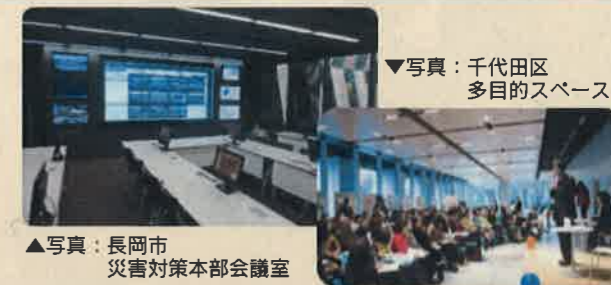 ▼写真：千代田区
多目的スペース
▲写真：長岡市
災害対策本部会議室